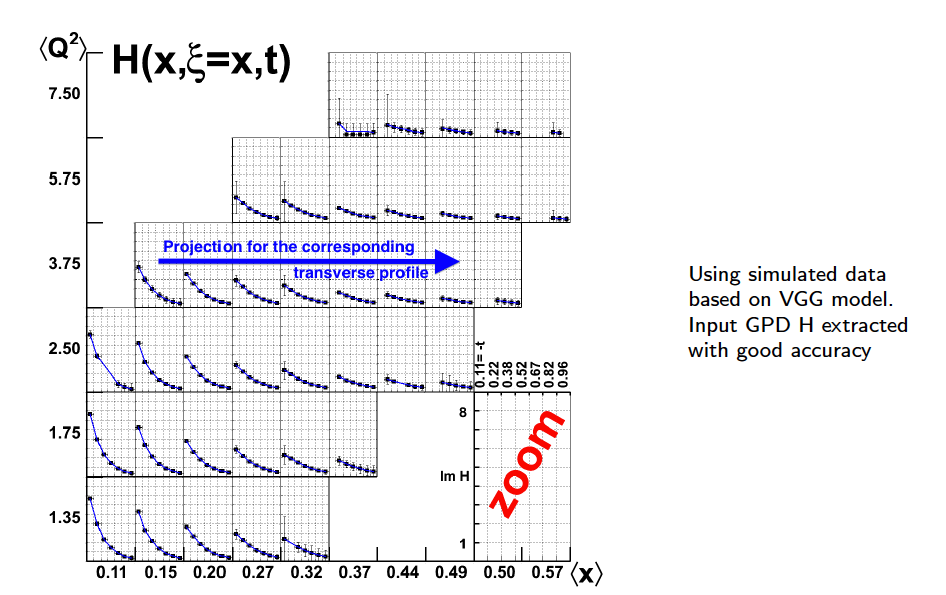 ⟨Q²⟩
H(x,ξ=x,t)
7.50
5.75
3.75
Projection for the corresponding
transverse profile
2.50
1.75
1.35
0.11= -t
0.22
0.38
0.52
0.67
0.82
0.96
8
Im H
1
zoom
0.11 0.15 0.20 0.27 0.32 0.37 0.44 0.49 0.50 0.57 ⟨x⟩
Using simulated data
based on VGG model.
Input GPD H extracted
with good accuracy